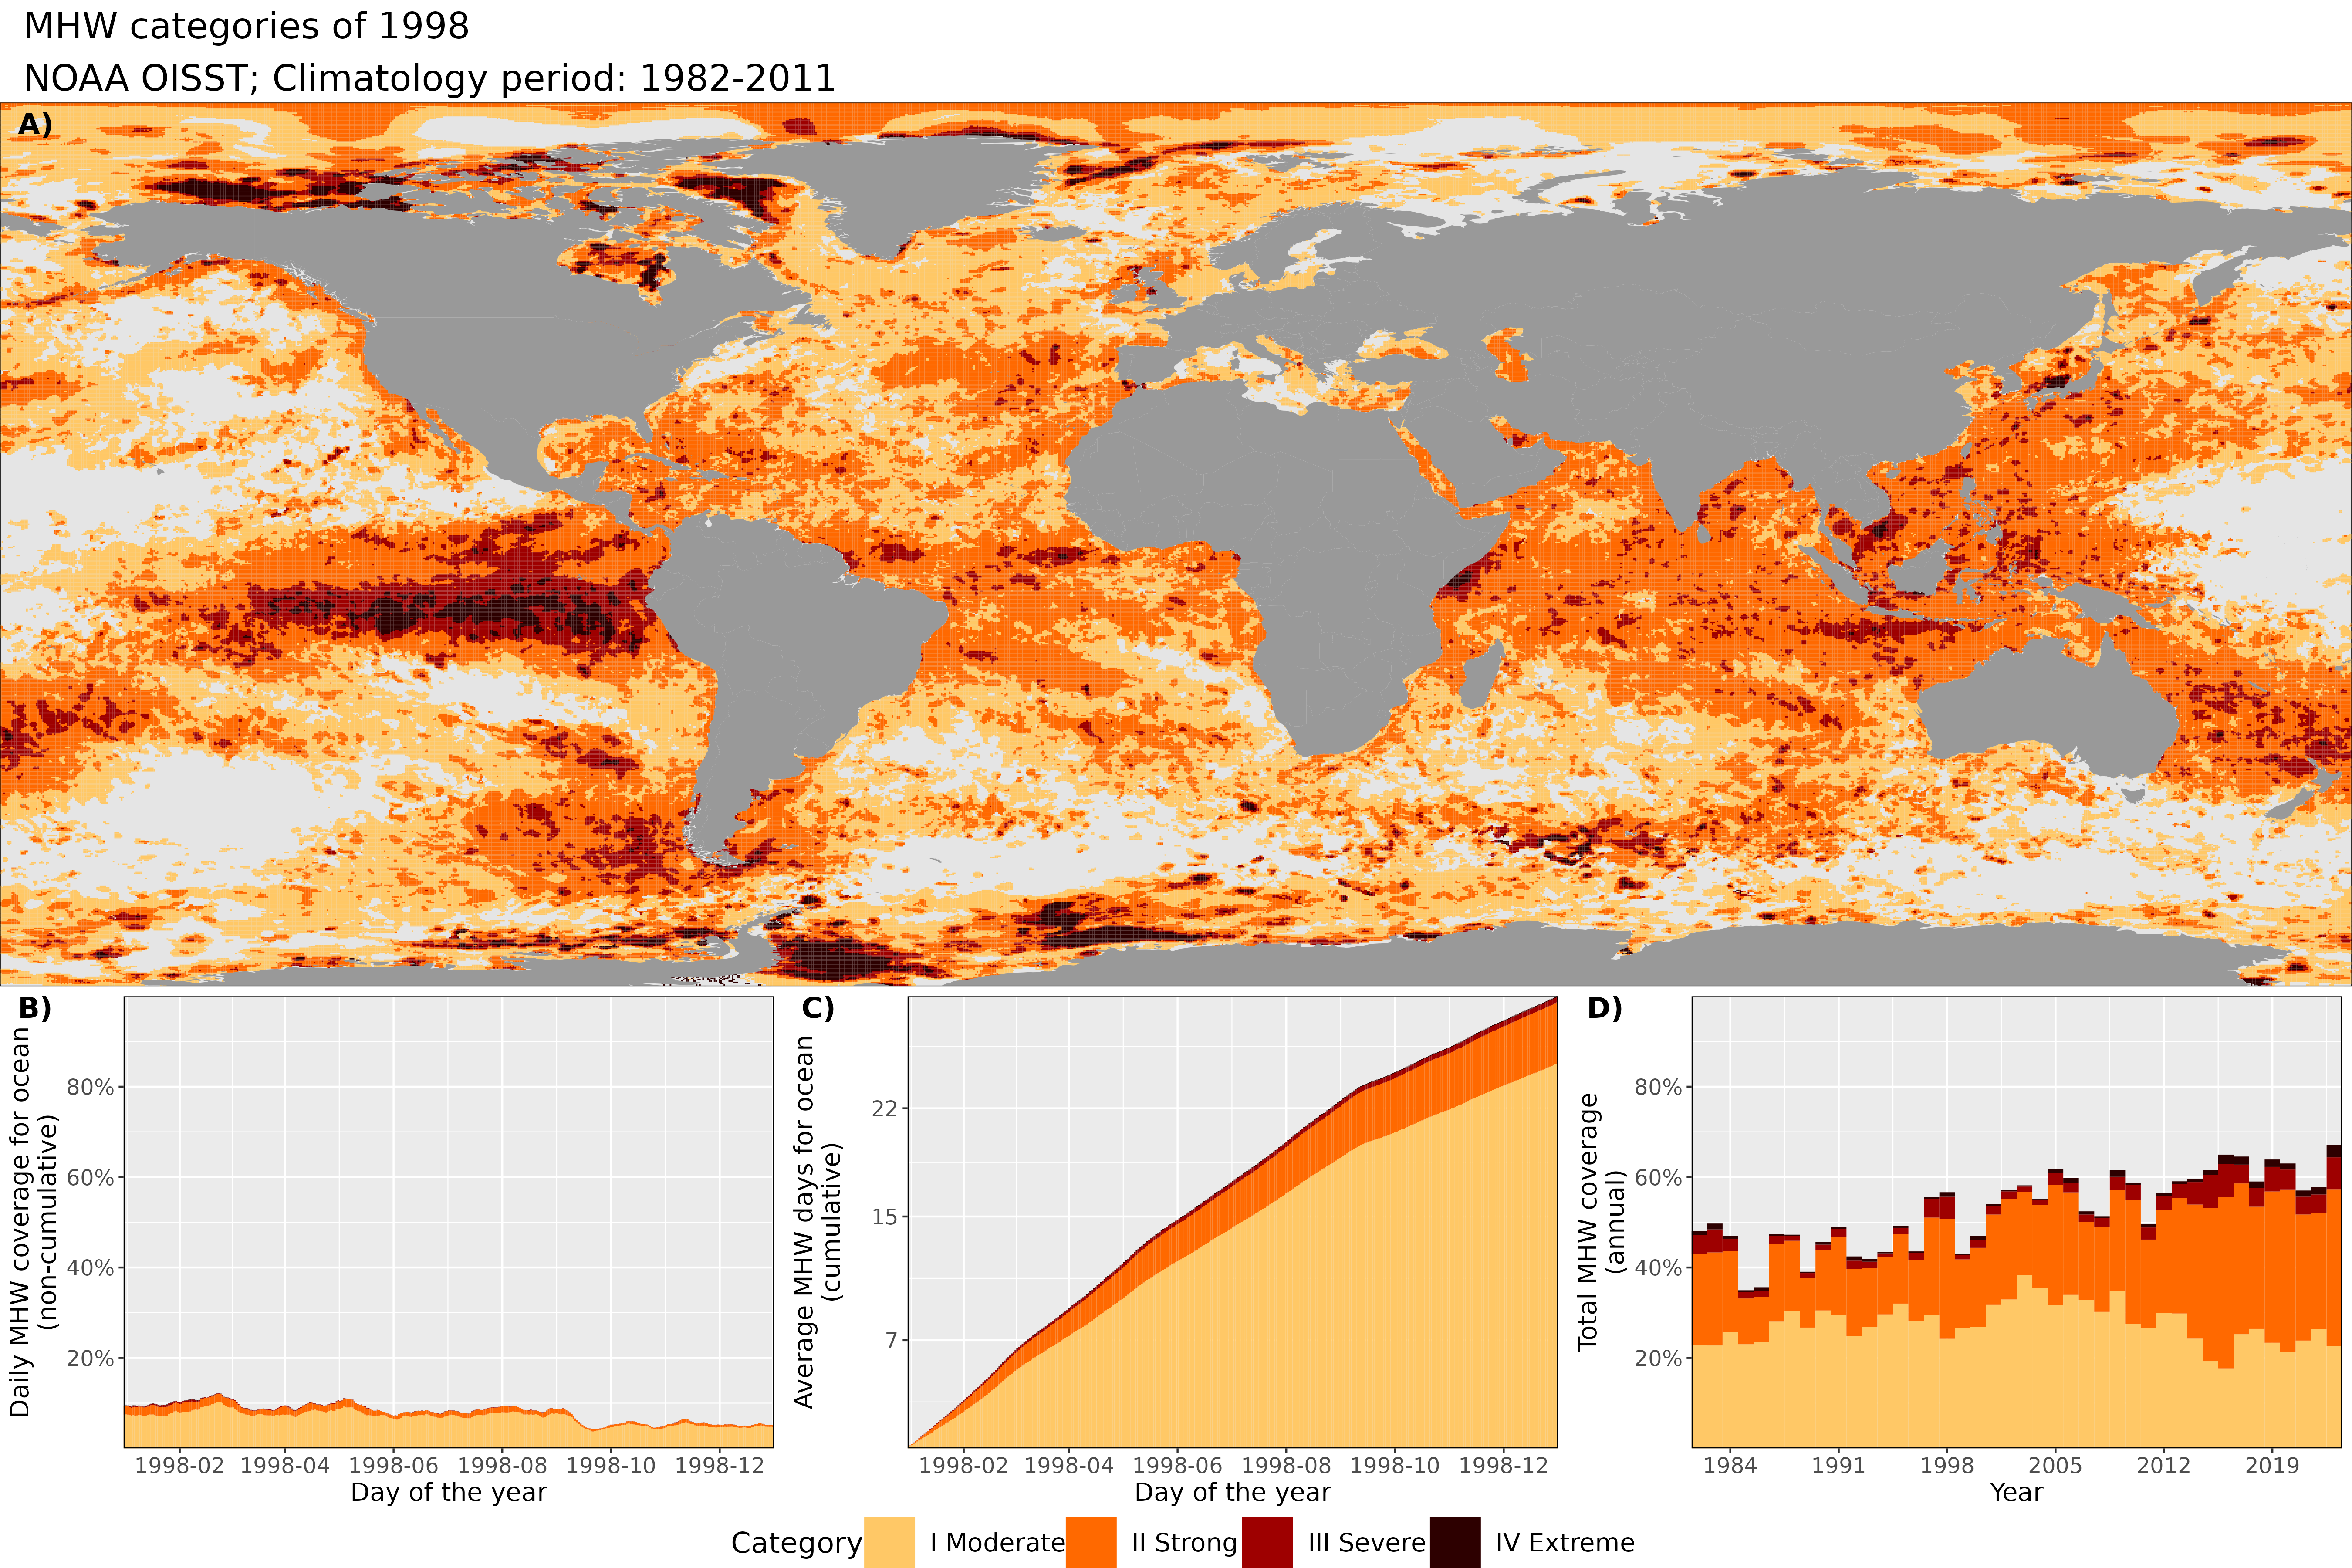 MHW categories of 1998
NOAA OISST; Climatology period: 1982-2011
A)
B)
Daily MHW coverage for ocean
(non-cumulative)
80%
60%
40%
20%
1998-02 1998-04 1998-06 1998-08 1998-10 1998-12
Day of the year
C)
Average MHW days for ocean
(cumulative)
22
15
7
1998-02 1998-04 1998-06 1998-08 1998-10 1998-12
Day of the year
D)
Total MHW coverage
(annual)
80%
60%
40%
20%
1984 1991 1998 2005 2012 2019
Year
Category I Moderate II Strong III Severe IV Extreme